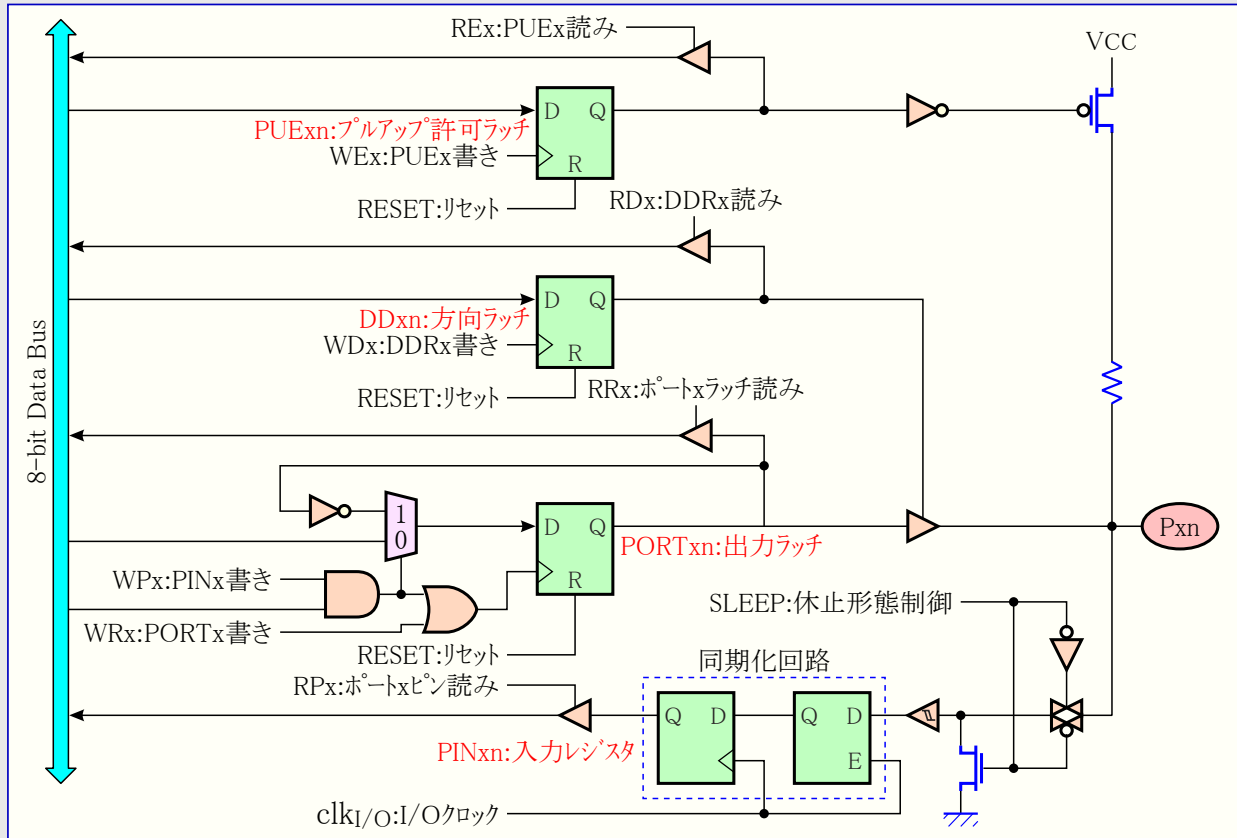 REx:PUEx読み
VCC
D Q
PUExn:プルアップ許可ラッチ
WEx:PUEx書き
R
RESET:リセット
RDx:DDRx読み
D Q
DDxn:方向ラッチ
WDx:DDRx書き
R
RESET:リセット
RRx:ポートxラッチ読み
8-bit Data Bus
1
0
D Q
PORTxn:出力ラッチ
Pxn
WPx:PINx書き
R
WRx:PORTx書き
SLEEP:休止形態制御
RESET:リセット
同期化回路
RPx:ポートxピン読み
Q D Q D
PINxn:入力レジスタ
E
clkI/O:I/Oクロック